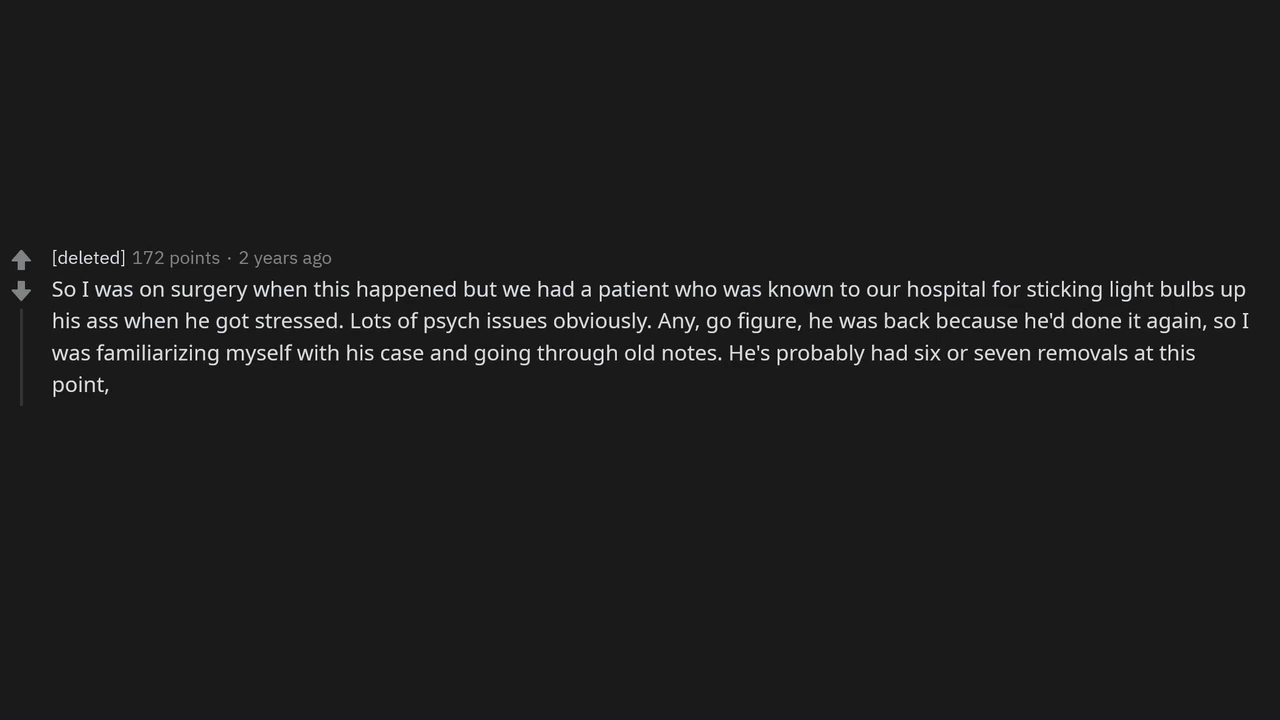 [deleted] 172 points · 2 years ago
So I was on surgery when this happened but we had a patient who was known to our hospital for sticking light bulbs up
his ass when he got stressed. Lots of psych issues obviously. Any, go figure, he was back because he'd done it again, so I
was familiarizing myself with his case and going through old notes. He's probably had six or seven removals at this
point,